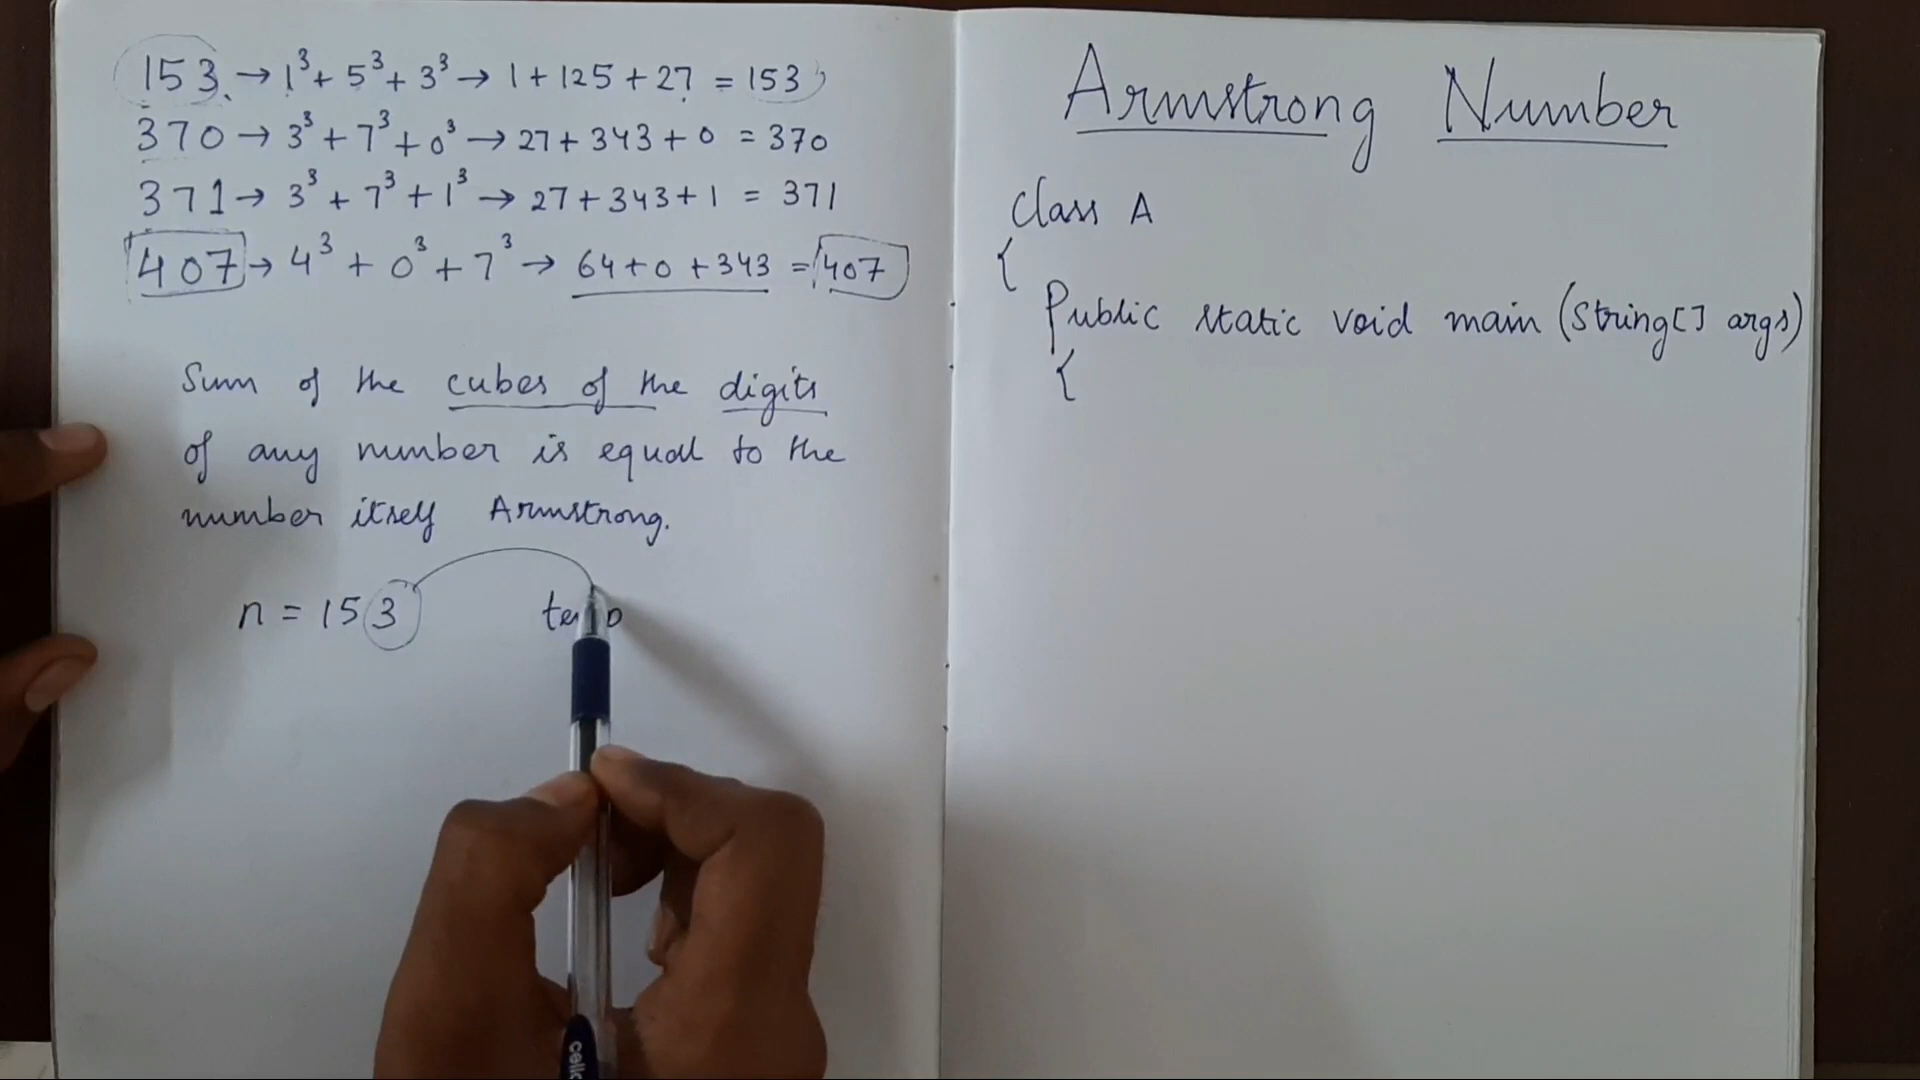 153 → 1³ + 5³ + 3³ → 1 + 125 + 27 = 153
370 → 3³ + 7³ + 0³ → 27 + 343 + 0 = 370
371 → 3³ + 7³ + 1³ → 27 + 343 + 1 = 371
407 → 4³ + 0³ + 7³ → 64 + 0 + 343 = 407
Sum of the cubes of the digits
of any number is equal to the
number itself Armstrong.
n = 153
Armstrong Number
Class A
{
Public static void main (String[] args)
{